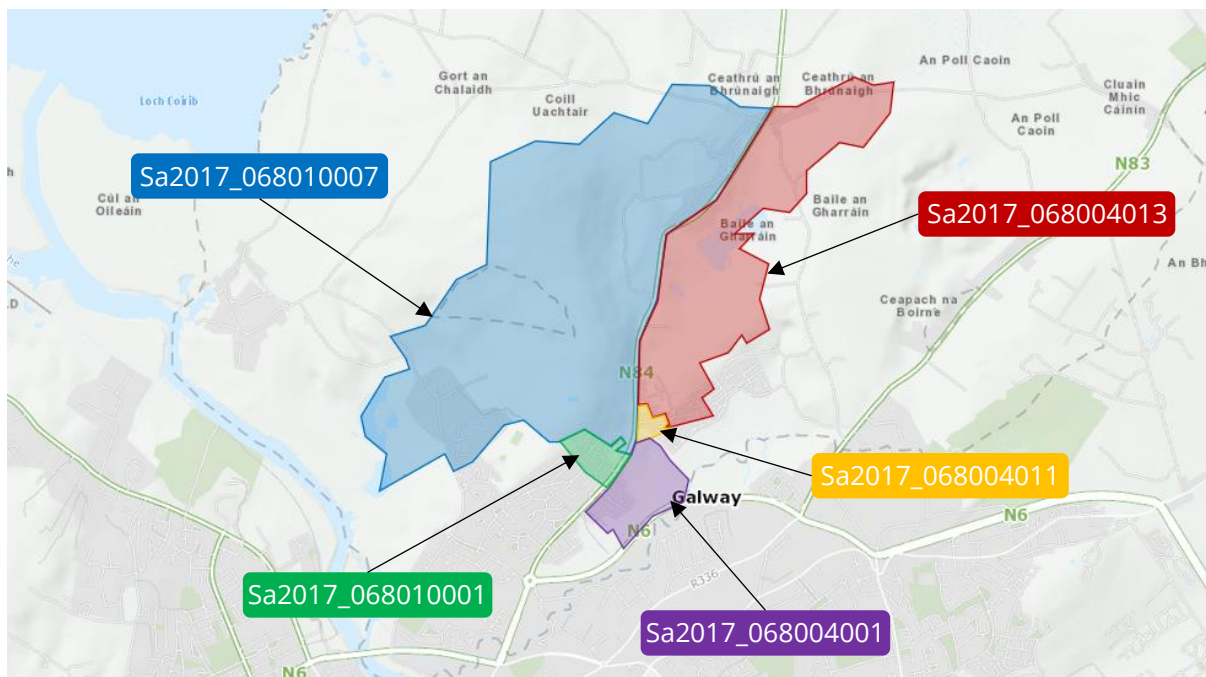 An Poll Caoin
Gort an
Chalaidh
Ceathrú an
Bhrúnaigh
Ceathrú an
Bhrúnaigh
Cluain
Mhic
Cáinín
Loch Coirib
Coill
Uachtair
An Poll
Caoin
N83
Sa2017_068010007
Cúl an
Oileáin
Baile an
Gharráin
Sa2017_068004013
Baile an
Gharráin
An Bh
Ceapach na
Boirne
N84
Sa2017_068004011
Galway
N6
N6
R336
Sa2017_068010001
Sa2017_068004001
N6